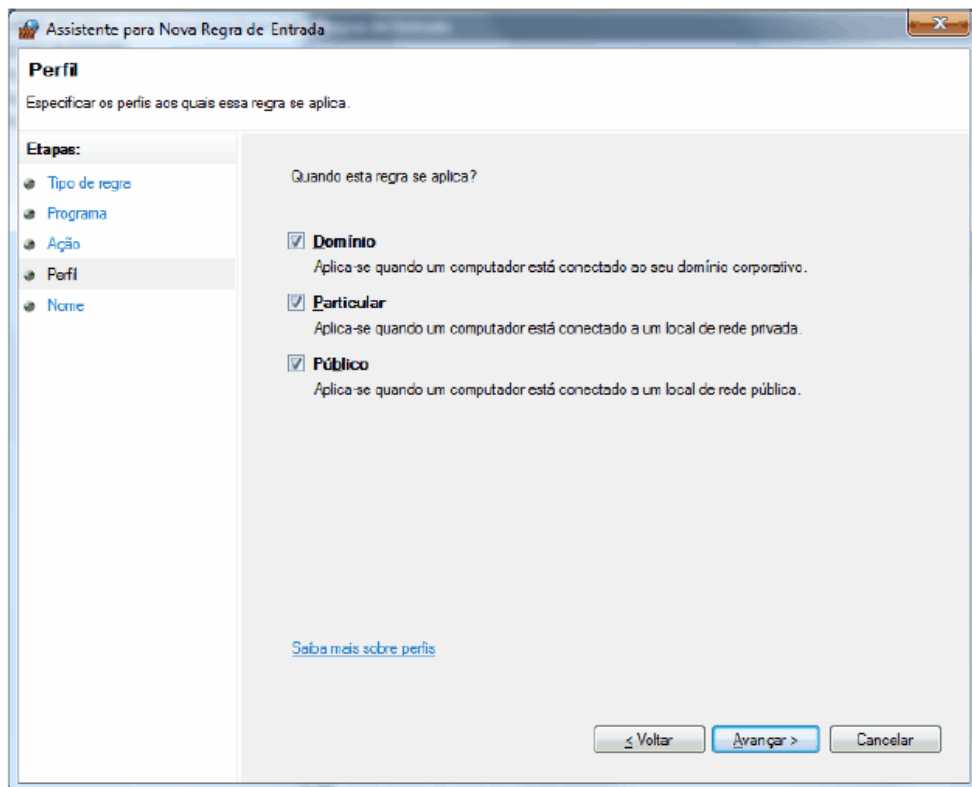 Assistente para Nova Regra de Entrada
Perfil
Especificar os perfis aos quais essa regra se aplica.
Etapas:
Tipo de regra
Programa
Ação
Perfil
Nome
Quando esta regra se aplica?
Domínio
Aplica-se quando um computador está conectado ao seu domínio corporativo.
Particular
Aplica-se quando um computador está conectado a um local de rede privada.
Público
Aplica-se quando um computador está conectado a um local de rede pública.
Saiba mais sobre perfis
< Voltar
Avançar >
Cancelar